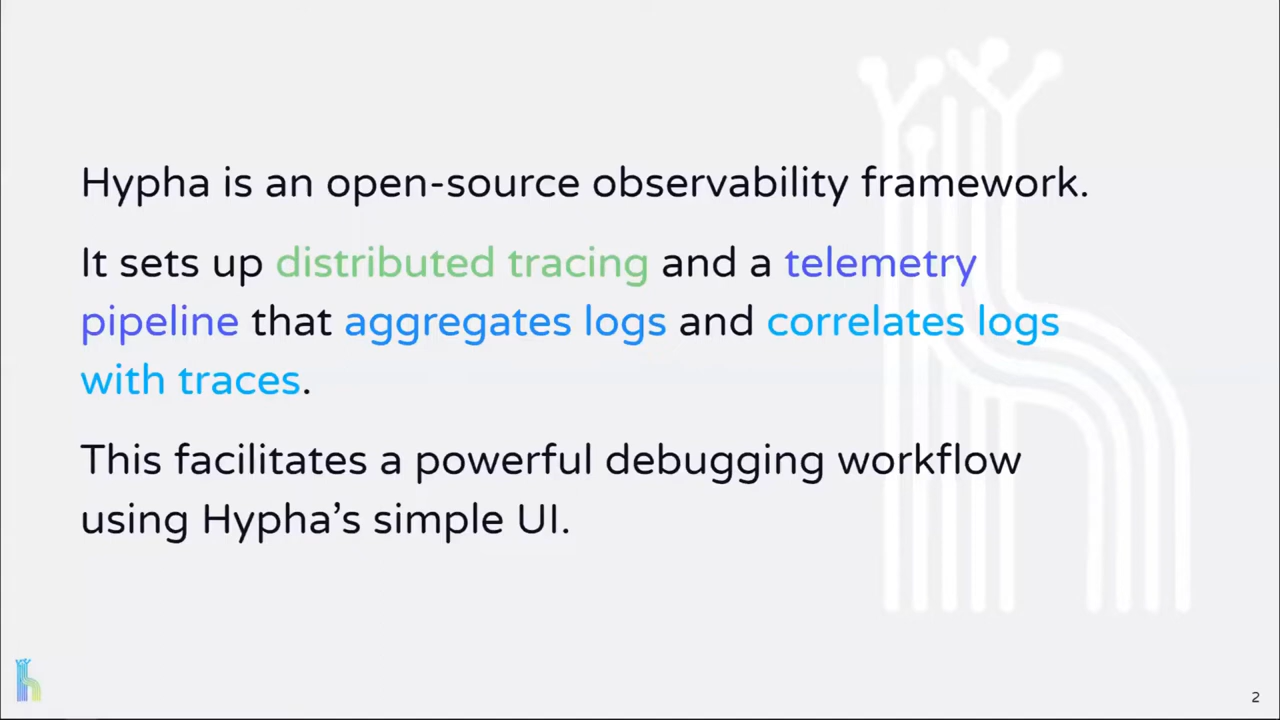 Hypha is an open-source observability framework.
It sets up distributed tracing and a telemetry
pipeline that aggregates logs and correlates logs
with traces.
This facilitates a powerful debugging workflow
using Hypha’s simple UI.
2